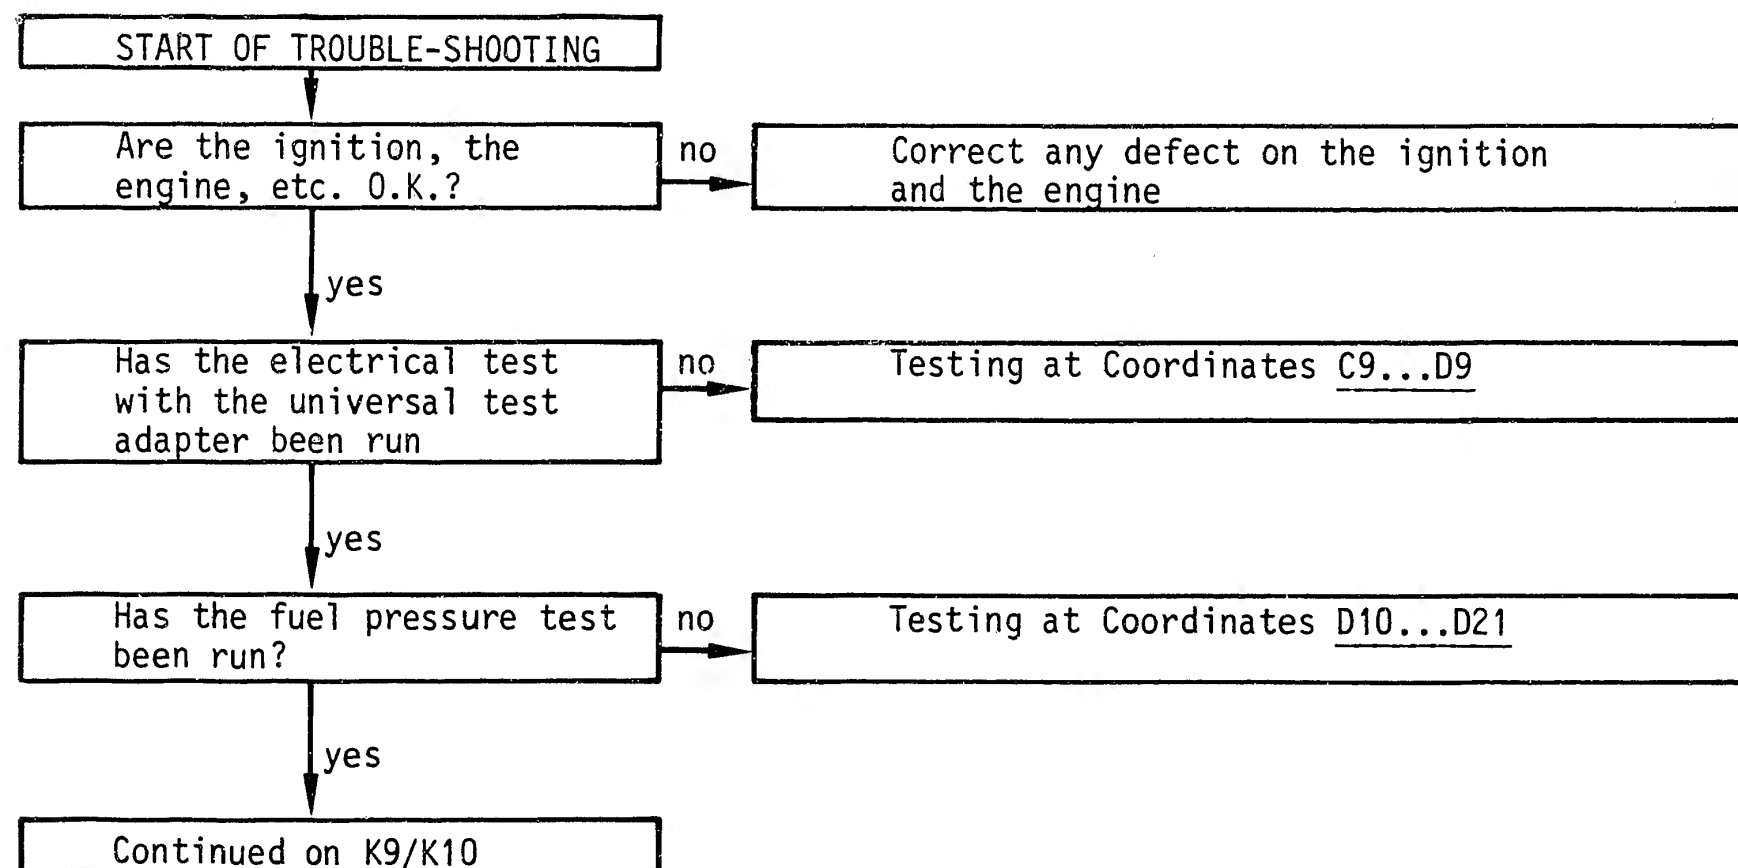 START OF TROUBLE-SHOOTING
Are the ignition, the
engine, etc. O.K.?
no
Correct any defect on the ignition
and the engine
yes
Has the electrical test
with the universal test
adapter been run
no
Testing at Coordinates C9...D9
yes
Has the fuel pressure test
been run?
no
Testing at Coordinates D10...D21
yes
Continued on K9/K10